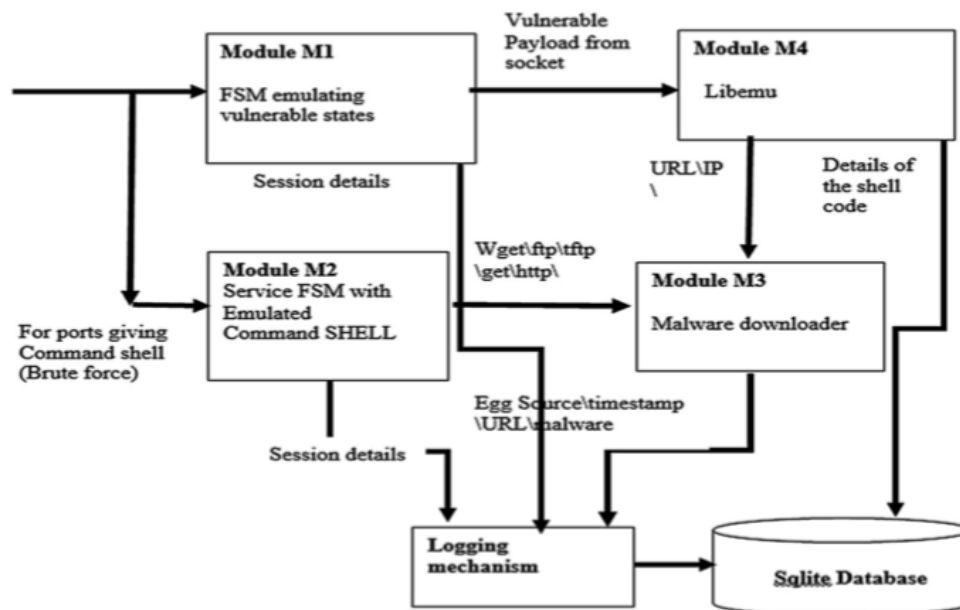 Vulnerable
Payload from
socket
Module M1
FSM emulating
vulnerable states
Module M4
Libemu
Session details
URL\IP
\
Details of
the shell
code
Wget\ftp\tftp
\get\http\
Module M2
Service FSM with
Emulated
Command SHELL
Module M3
Malware downloader
For ports giving
Command shell
(Brute force)
Egg Source\timestamp
\URL\malware
Session details
Logging
mechanism
Sqlite Database